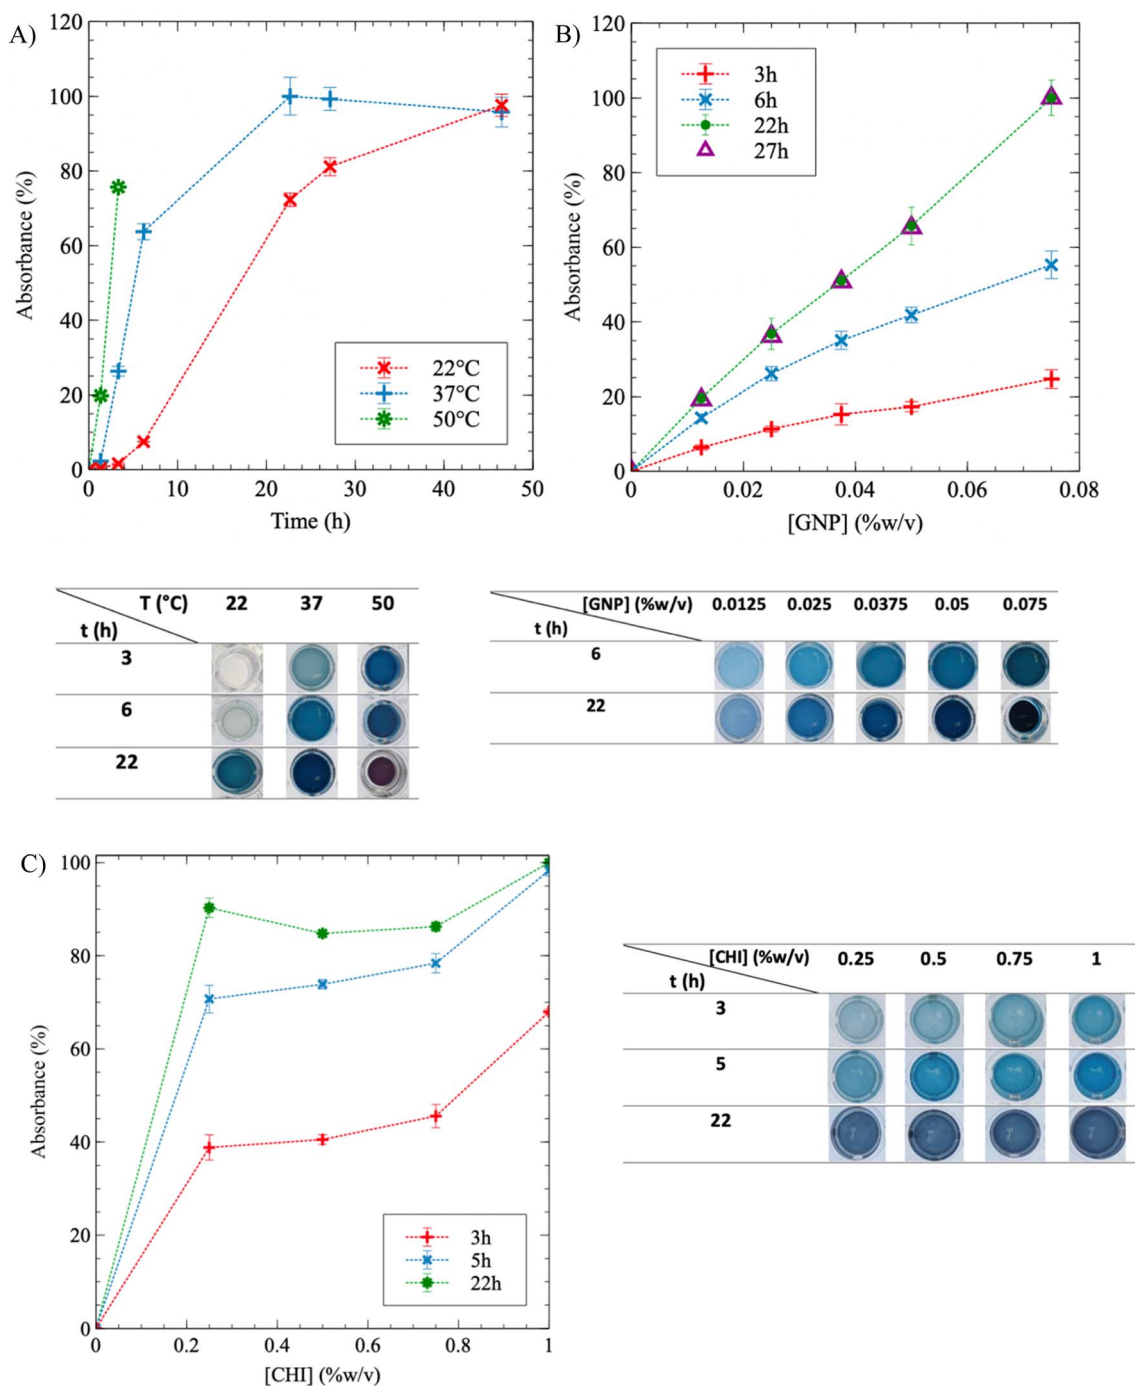 A)
120
100
80
60
40
20
0
Absorbance (%)
0 10 20 30 40 50
Time (h)
22°C
37°C
50°C
B)
120
100
80
60
40
20
0
Absorbance (%)
0 0.02 0.04 0.06 0.08
[GNP] (%w/v)
3h
6h
22h
27h
T (°C) 22 37 50
t (h)
3
6
22
[GNP] (%w/v) 0.0125 0.025 0.0375 0.05 0.075
t (h)
6
22
C)
100
80
60
40
20
0
Absorbance (%)
0 0.2 0.4 0.6 0.8 1
[CHI] (%w/v)
3h
5h
22h
[CHI] (%w/v) 0.25 0.5 0.75 1
t (h)
3
5
22